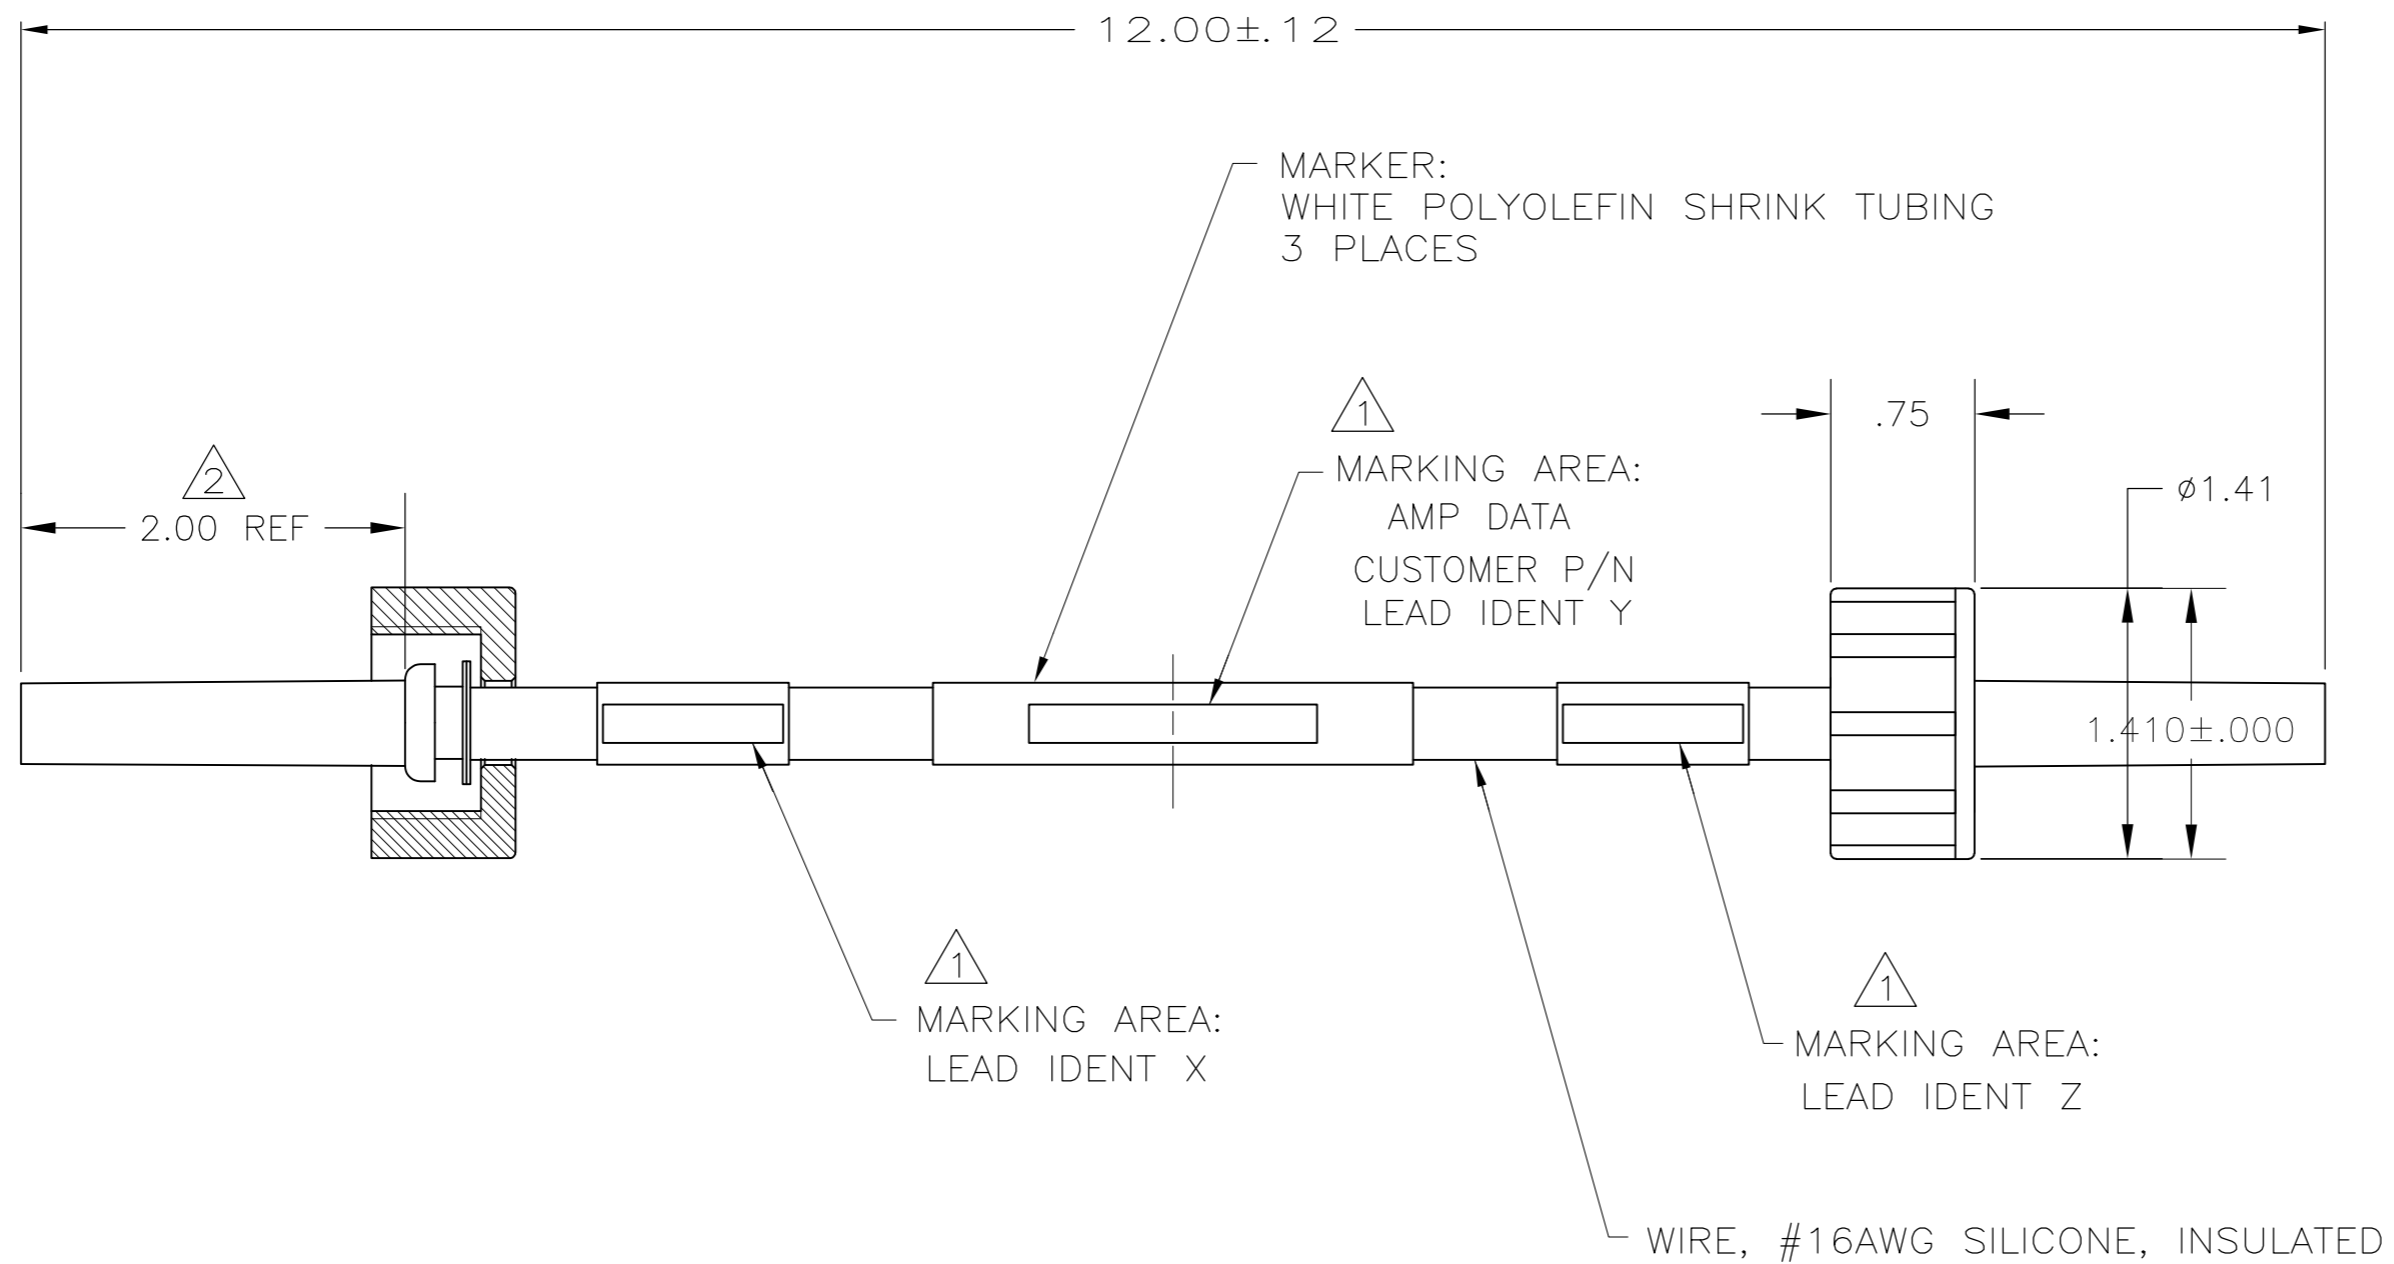 12.00±.12
MARKER:
WHITE POLYOLEFIN SHRINK TUBING
3 PLACES
1
MARKING AREA:
AMP DATA
CUSTOMER P/N
LEAD IDENT Y
.75
ø1.41
2
2.00 REF
1.410±.000
1
MARKING AREA:
LEAD IDENT X
1
MARKING AREA:
LEAD IDENT Z
WIRE, #16AWG SILICONE, INSULATED